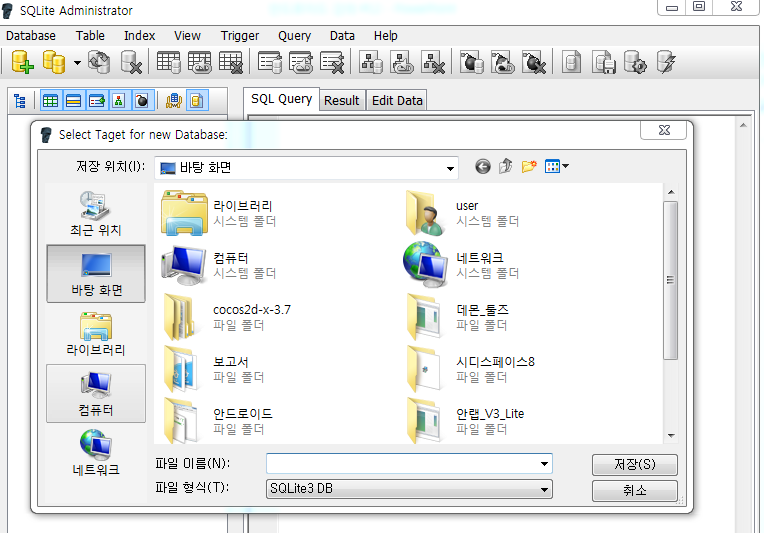 SQLite Administrator
Database Table Index View Trigger Query Data Help
SQL Query Result Edit Data
Select Taget for new Database:
저장 위치(I): 바탕 화면
최근 위치
바탕 화면
라이브러리
컴퓨터
네트워크
라이브러리
시스템 폴더
user
시스템 폴더
컴퓨터
시스템 폴더
네트워크
시스템 폴더
cocos2d-x-3.7
파일 폴더
데몬_툴즈
파일 폴더
보고서
파일 폴더
시디스페이스8
파일 폴더
안드로이드
파일 폴더
안랩_V3_Lite
파일 폴더
파일 이름(N):
저장(S)
파일 형식(T): SQLite3 DB
취소